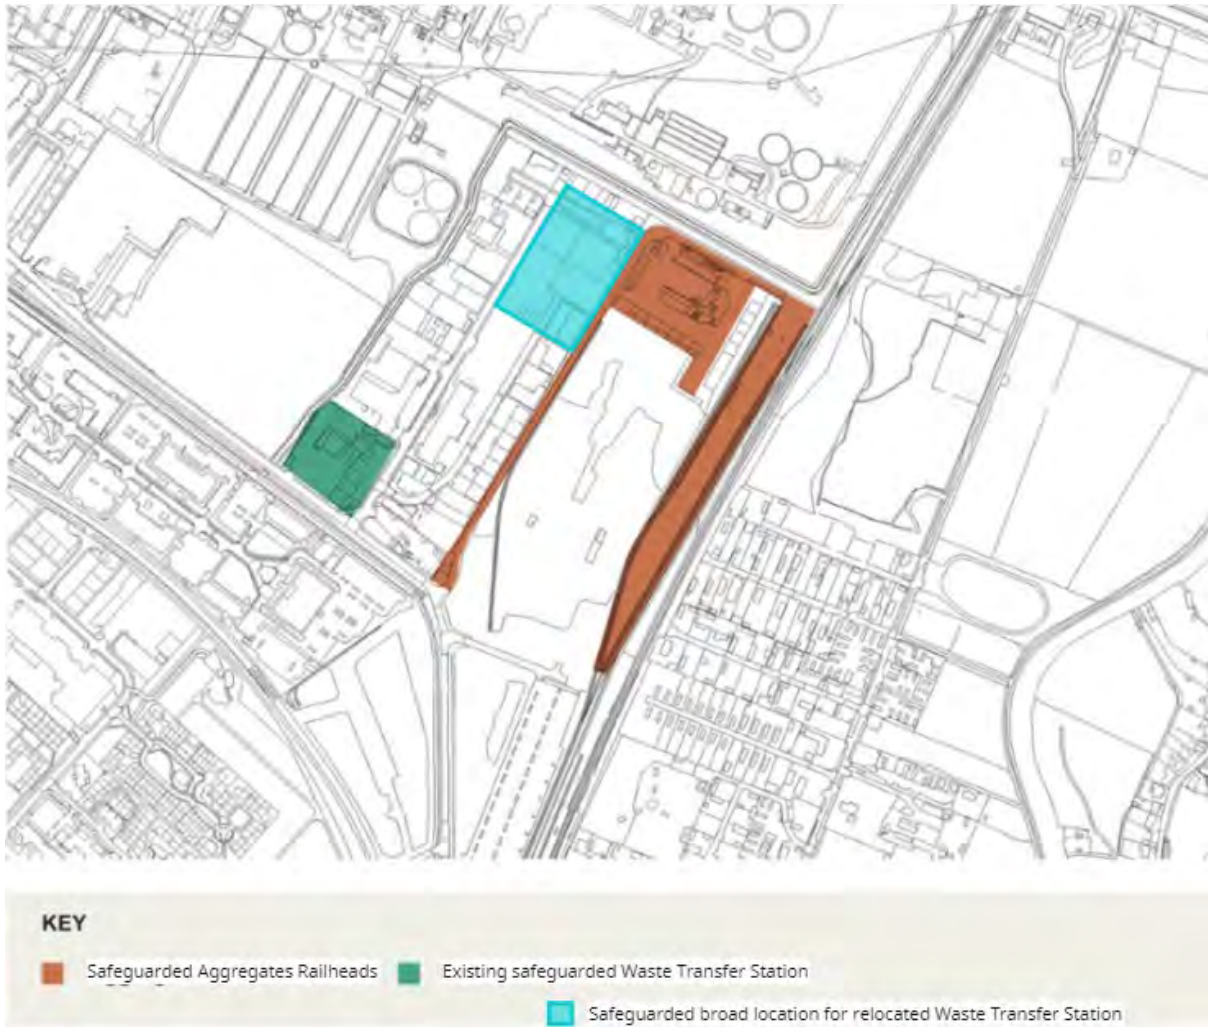 KEY
Safeguarded Aggregates Railheads
Existing safeguarded Waste Transfer Station
Safeguarded broad location for relocated Waste Transfer Station